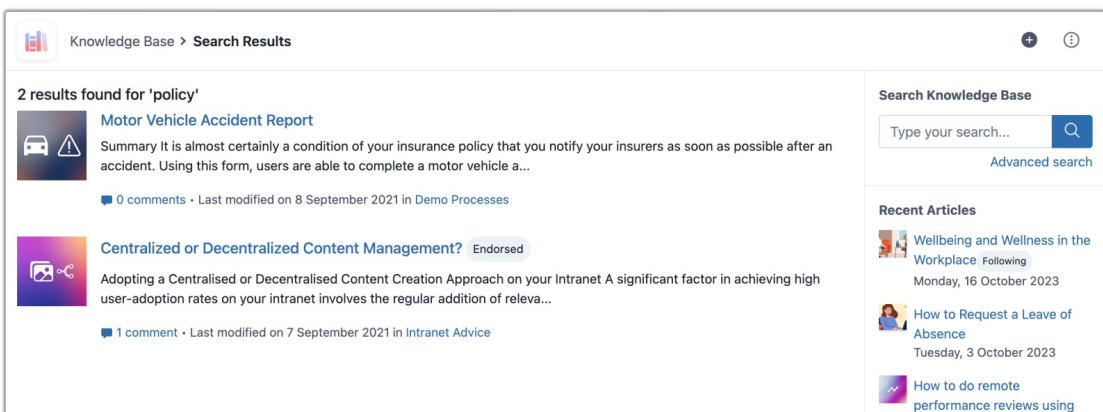 Knowledge Base > Search Results
2 results found for 'policy'
Motor Vehicle Accident Report
Summary It is almost certainly a condition of your insurance policy that you notify your insurers as soon as possible after an
accident. Using this form, users are able to complete a motor vehicle a...
0 comments • Last modified on 8 September 2021 in Demo Processes
Centralized or Decentralized Content Management? Endorsed
Adopting a Centralised or Decentralised Content Creation Approach on your Intranet A significant factor in achieving high
user-adoption rates on your intranet involves the regular addition of releva...
1 comment • Last modified on 7 September 2021 in Intranet Advice
Search Knowledge Base
Type your search...
Advanced search
Recent Articles
Wellbeing and Wellness in the
Workplace Following
Monday, 16 October 2023
How to Request a Leave of
Absence
Tuesday, 3 October 2023
How to do remote
performance reviews using